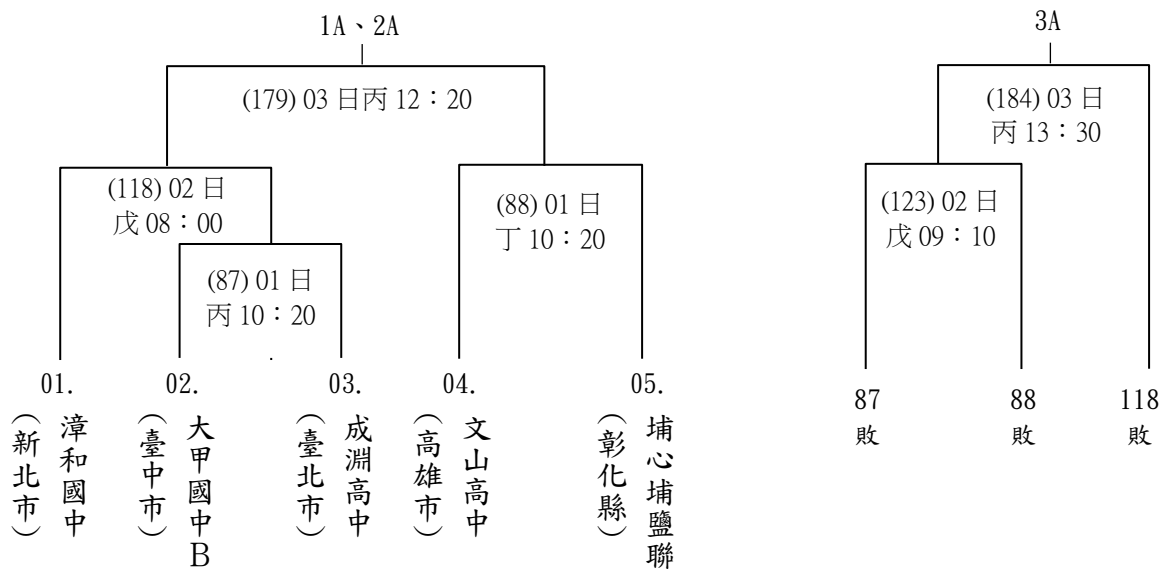 1A、2A
(179) 03 日丙 12：20
(118) 02 日
戊 08：00
(87) 01 日
丙 10：20
(88) 01 日
丁 10：20
01.
漳和國中
(新北市)
02.
大甲國中B
(臺中市)
03.
成淵高中
(臺北市)
04.
文山高中
(高雄市)
05.
埔心埔鹽聯
(彰化縣)
3A
(184) 03 日
丙 13：30
(123) 02 日
戊 09：10
87
敗
88
敗
118
敗